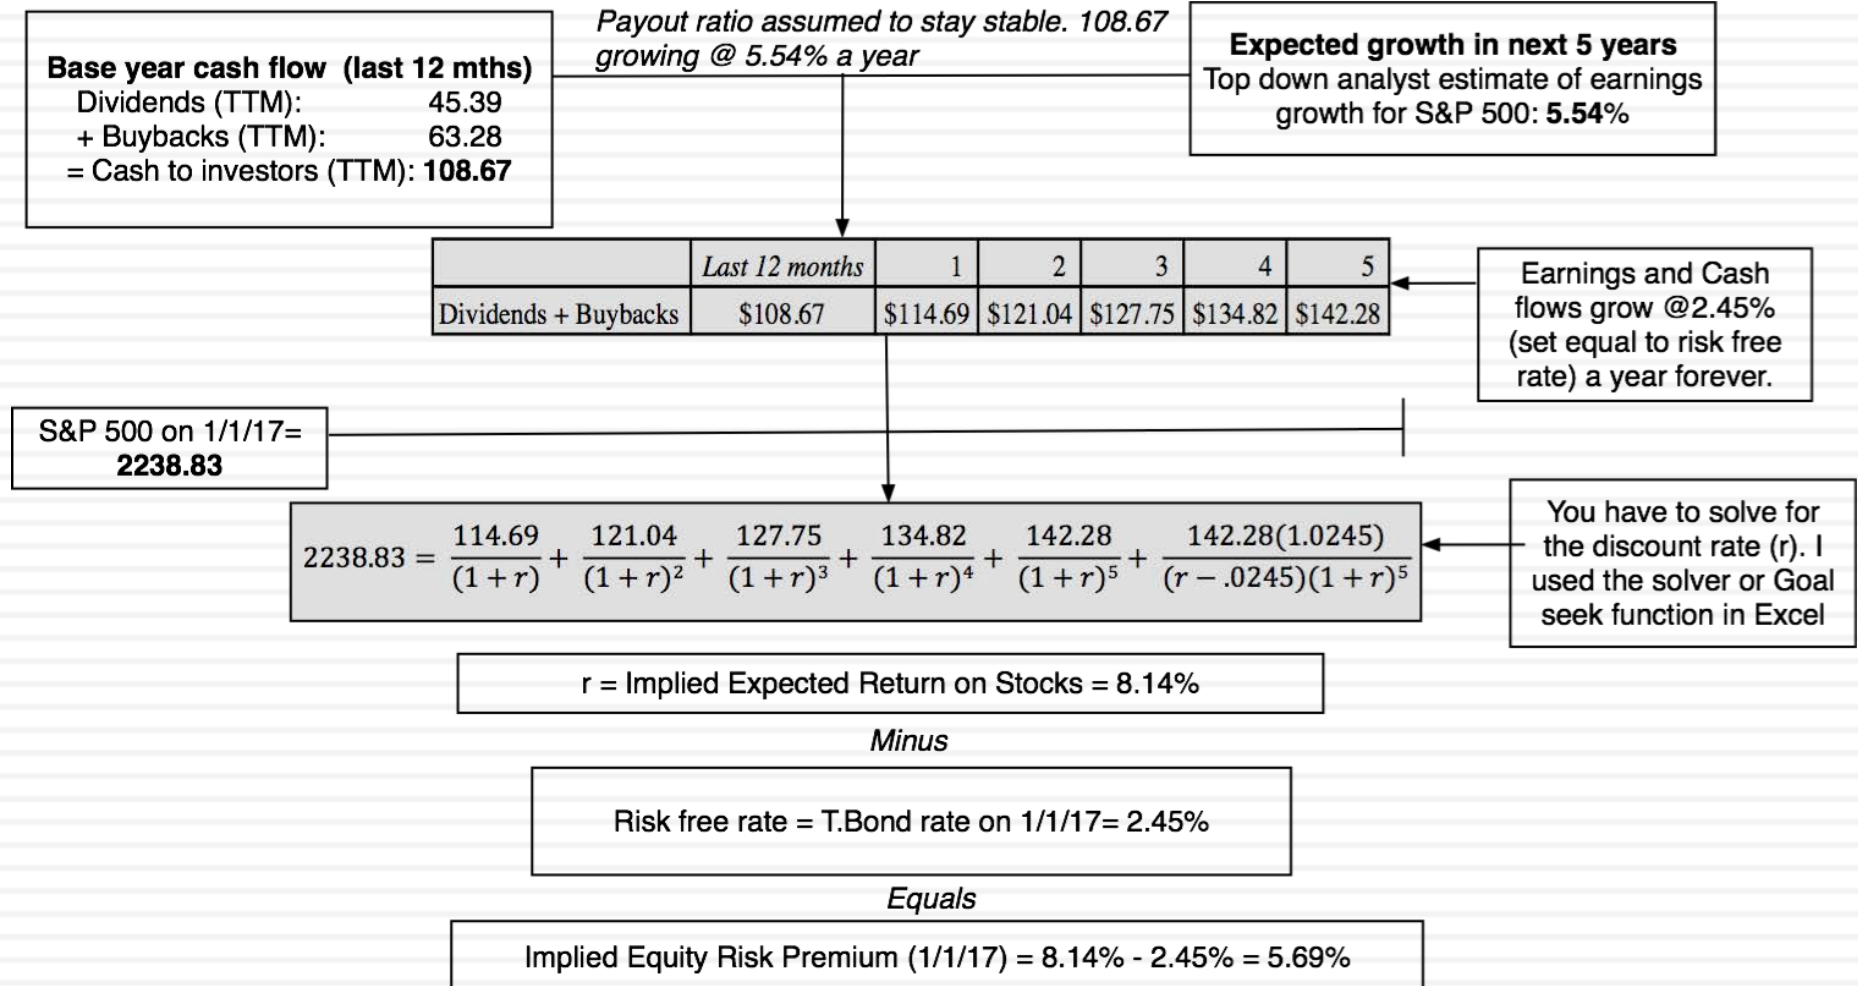 Base year cash flow (last 12 mths)
Dividends (TTM): 45.39
+ Buybacks (TTM): 63.28
= Cash to investors (TTM): 108.67
Payout ratio assumed to stay stable. 108.67
growing @ 5.54% a year
Expected growth in next 5 years
Top down analyst estimate of earnings
growth for S&P 500: 5.54%
Last 12 months 1 2 3 4 5
Dividends + Buybacks $108.67 $114.69 $121.04 $127.75 $134.82 $142.28
Earnings and Cash
flows grow @2.45%
(set equal to risk free
rate) a year forever.
S&P 500 on 1/1/17=
2238.83
2238.83 = 114.69/(1 + r) + 121.04/(1 + r)² + 127.75/(1 + r)³ + 134.82/(1 + r)⁴ + 142.28/(1 + r)⁵ + 142.28(1.0245)/(r − .0245)(1 + r)⁵
You have to solve for
the discount rate (r). I
used the solver or Goal
seek function in Excel
r = Implied Expected Return on Stocks = 8.14%
Minus
Risk free rate = T.Bond rate on 1/1/17= 2.45%
Equals
Implied Equity Risk Premium (1/1/17) = 8.14% - 2.45% = 5.69%